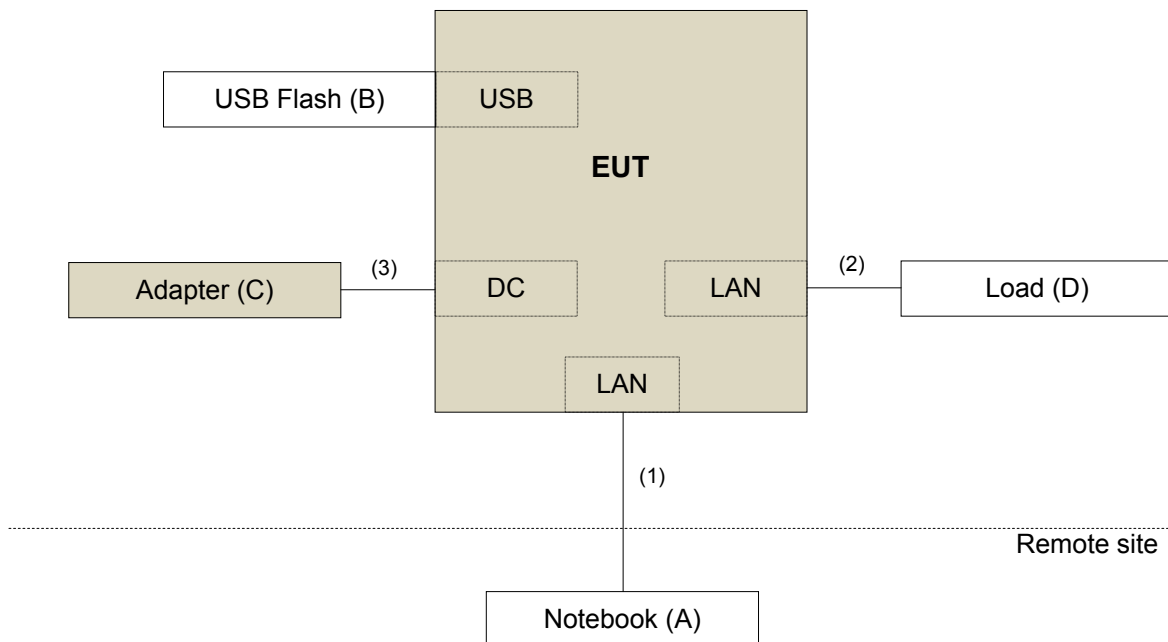 USB Flash (B)
USB
EUT
Adapter (C)
(3)
DC
LAN
(2)
Load (D)
LAN
(1)
Remote site
Notebook (A)